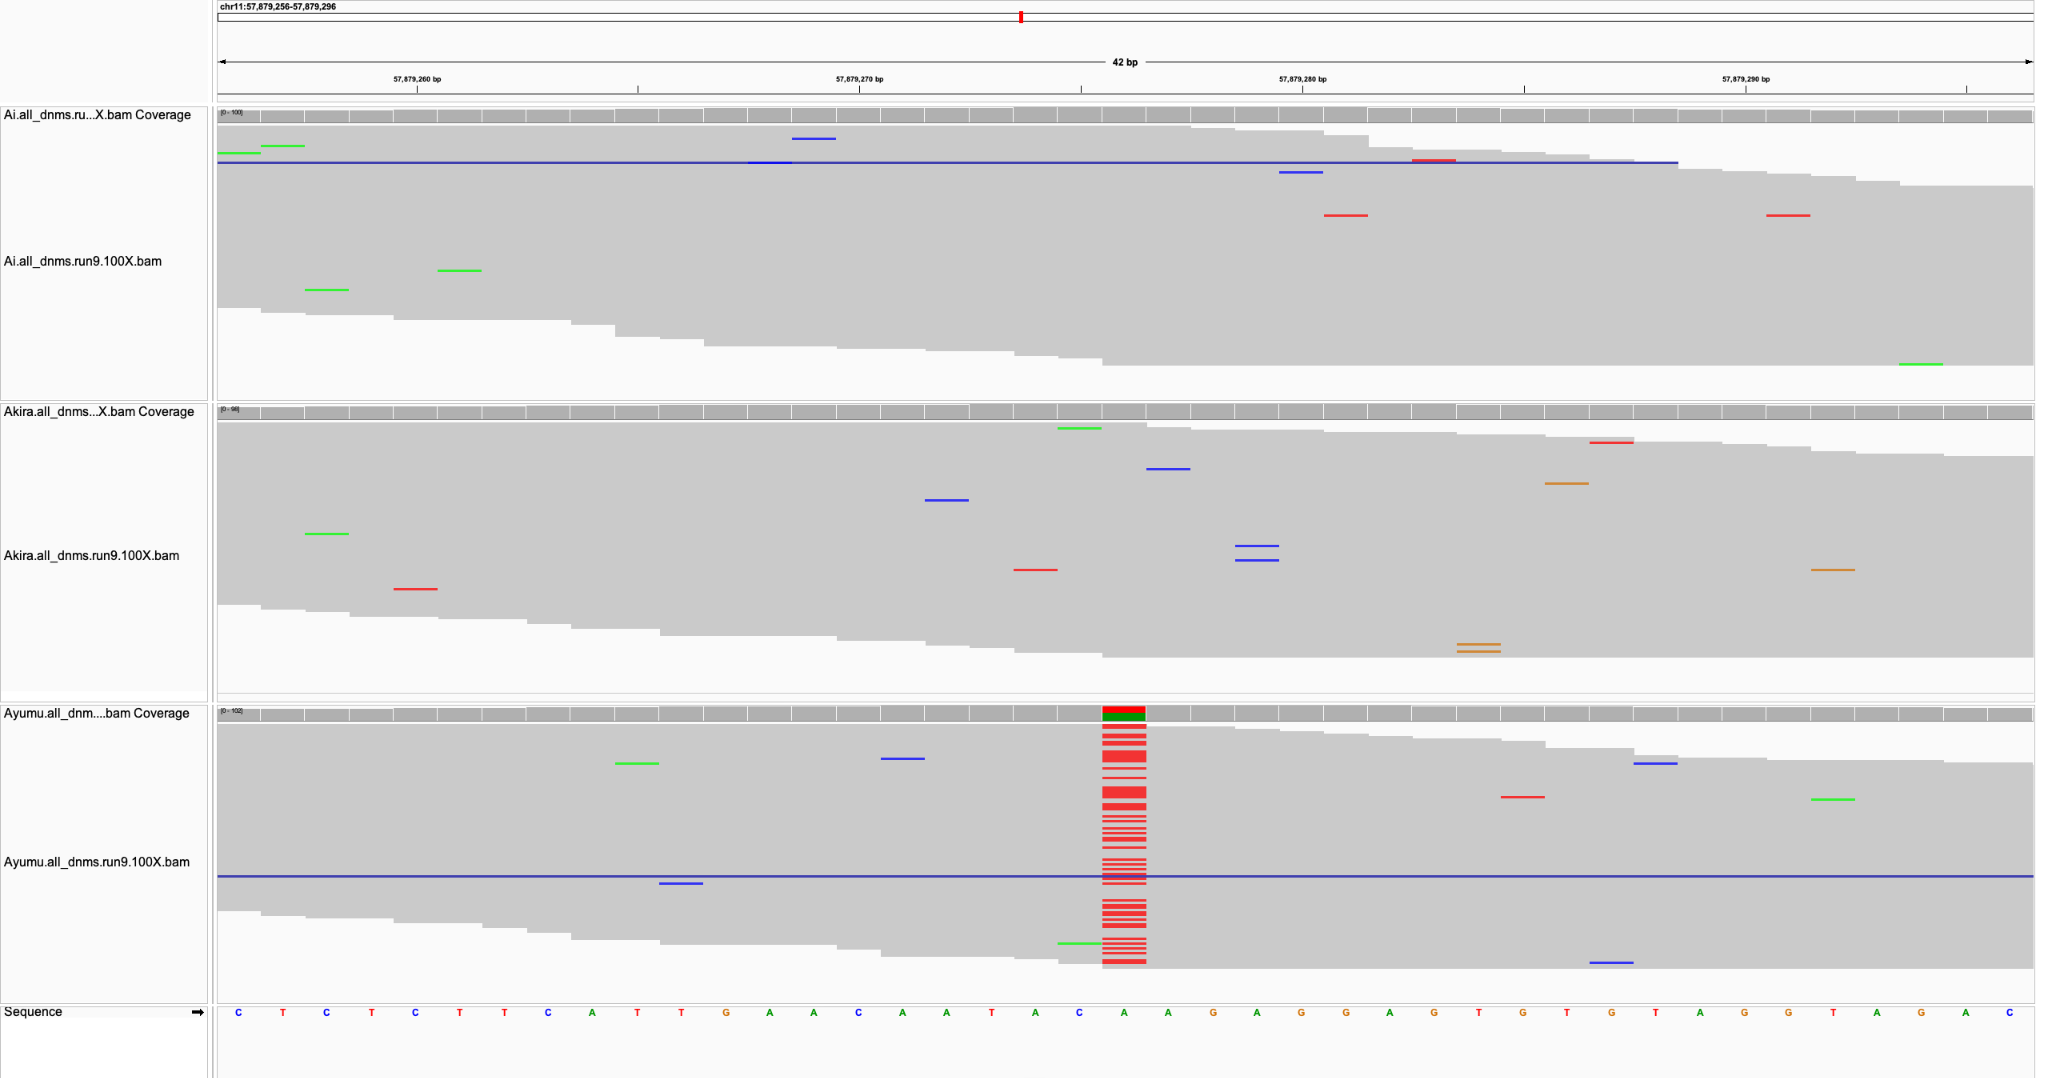 chr11:57,879,256-57,879,296
42 bp
57,879,260 bp 57,879,270 bp 57,879,280 bp 57,879,290 bp
Ai.all_dnms.ru...X.bam Coverage
[0 - 100]
Ai.all_dnms.run9.100X.bam
Akira.all_dnms...X.bam Coverage
[0 - 98]
Akira.all_dnms.run9.100X.bam
Ayumu.all_dnm....bam Coverage
[0 - 102]
Ayumu.all_dnms.run9.100X.bam
Sequence C T C T C T T C A T T G A A C A A T A C A A G A G G A G T G T G T A G G T A G A C